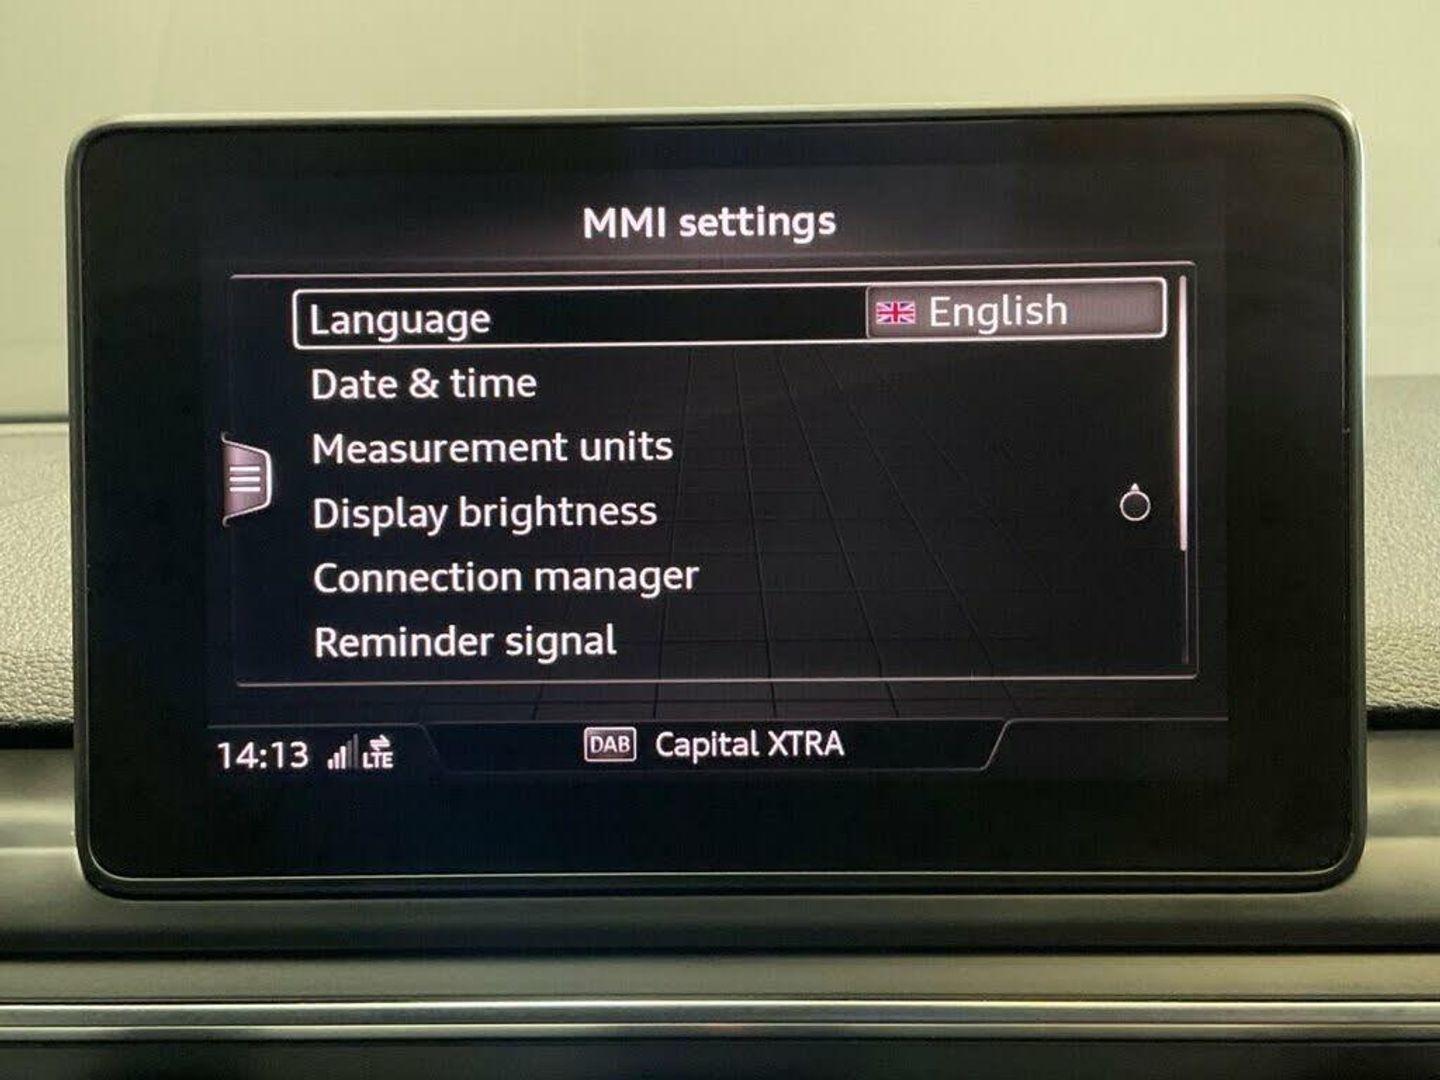 MMI settings
Language English
Date & time
Measurement units
Display brightness
Connection manager
Reminder signal
14:13 LTE DAB Capital XTRA